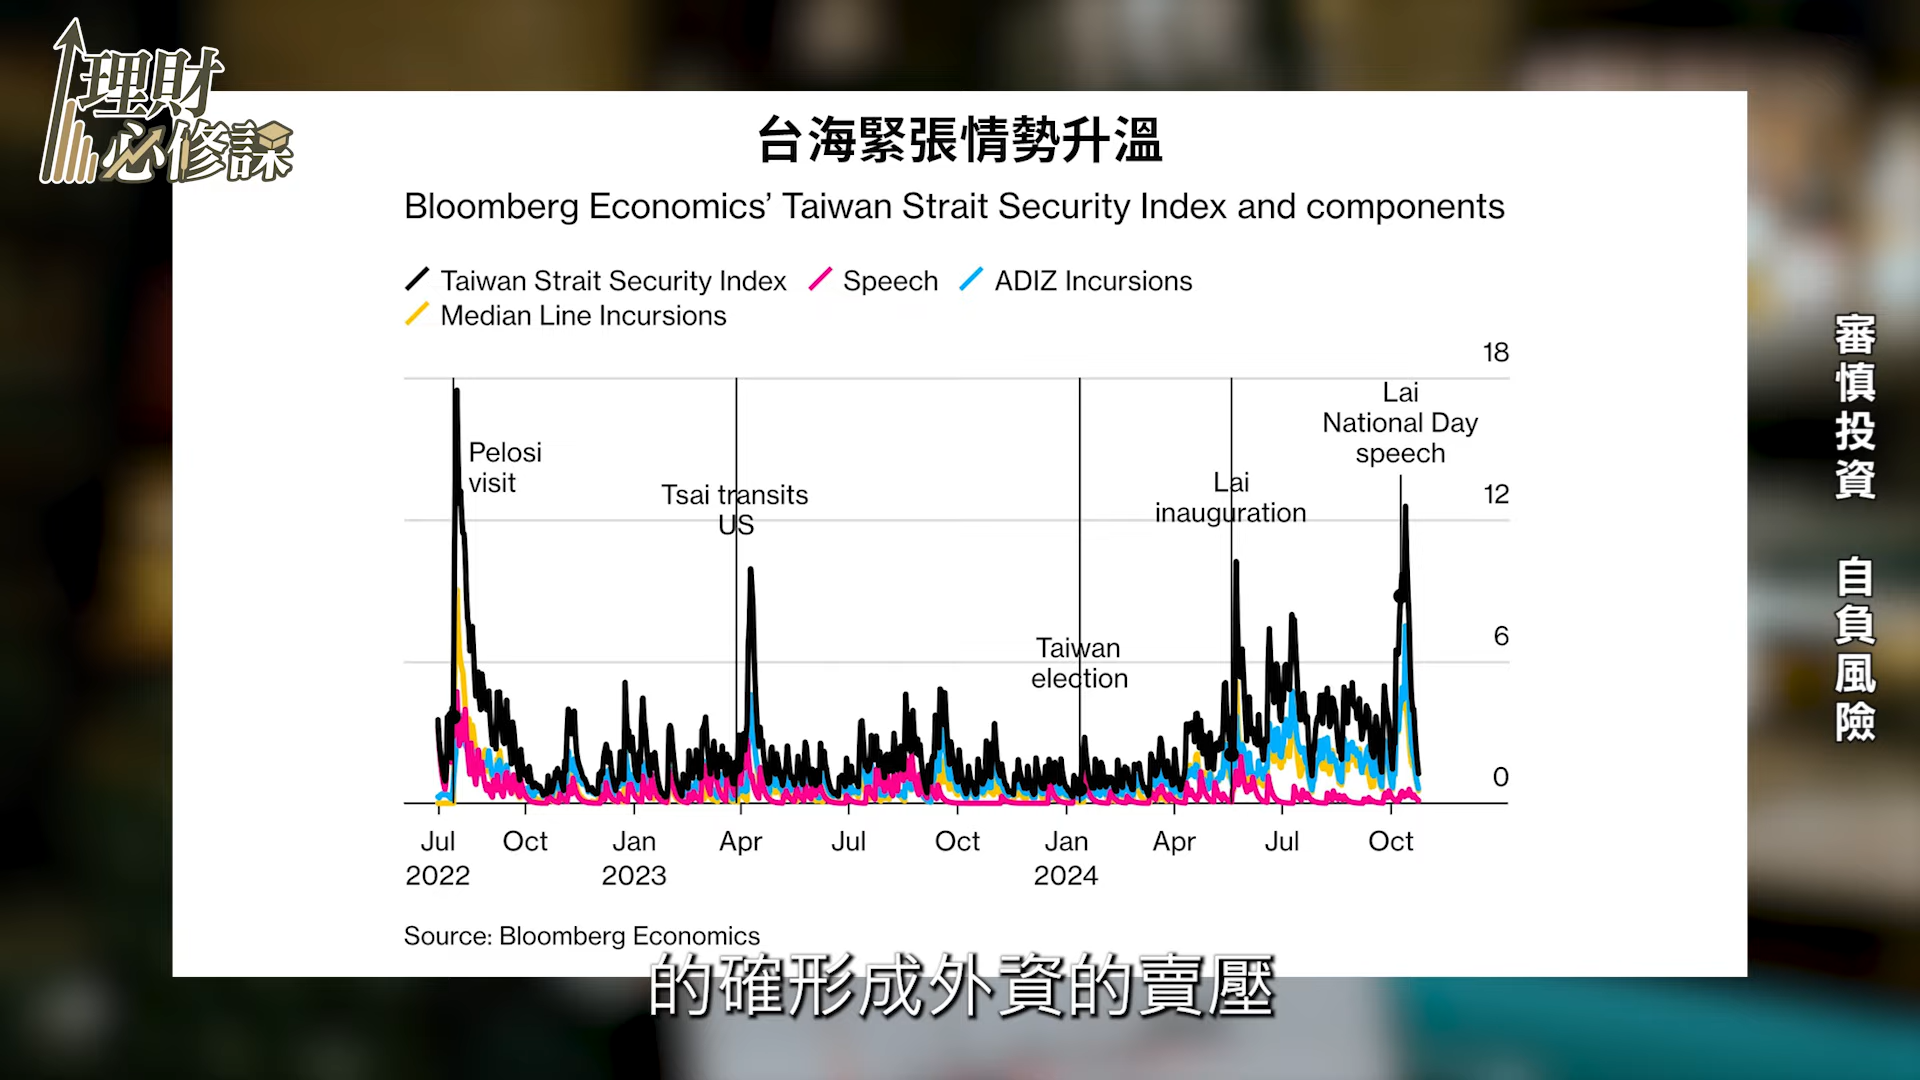 理財
必修課
台海緊張情勢升溫
Bloomberg Economics’ Taiwan Strait Security Index and components
Taiwan Strait Security Index Speech ADIZ Incursions
Median Line Incursions
18
12
6
0
Pelosi
visit
Tsai transits
US
Taiwan
election
Lai
inauguration
Lai
National Day
speech
Jul Oct Jan Apr Jul Oct Jan Apr Jul Oct
2022 2023 2024
Source: Bloomberg Economics
的確形成外資的賣壓
審慎投資 自負風險